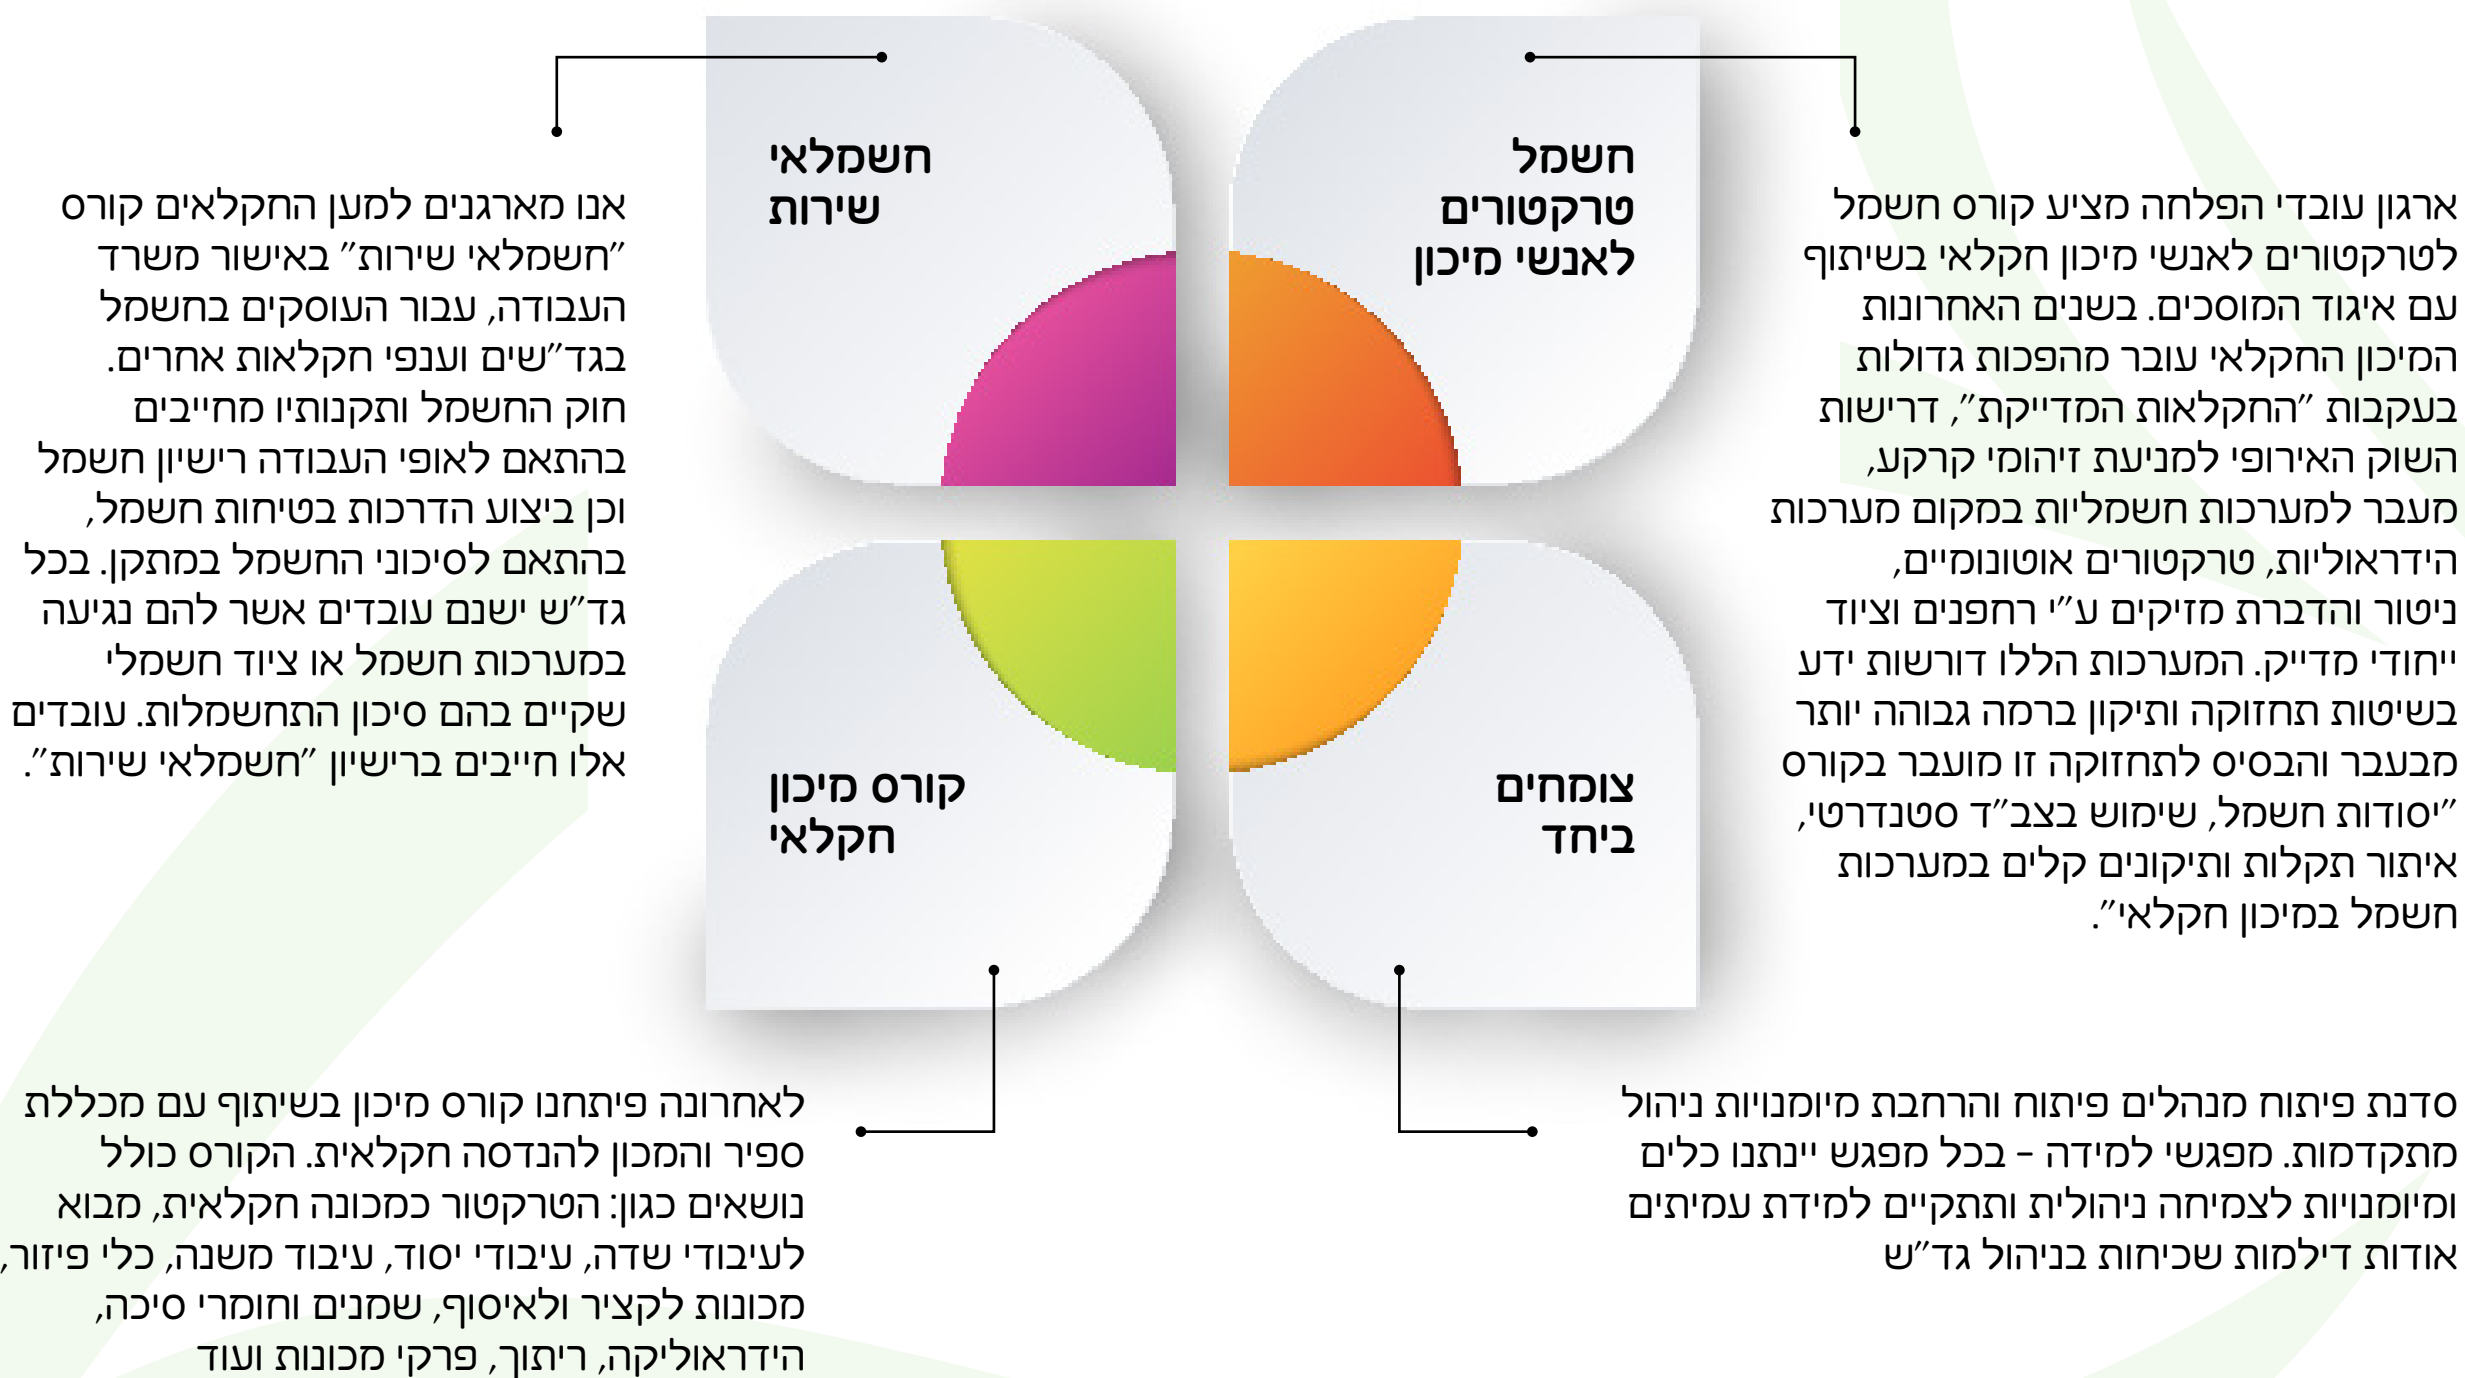 חשמל
טרקטורים
לאנשי מיכון
ארגון עובדי הפלחה מציע קורס חשמל
לטרקטורים לאנשי מיכון חקלאי בשיתוף
עם איגוד המוסכים. בשנים האחרונות
המיכון החקלאי עובר מהפכות גדולות
בעקבות "החקלאות המדייקת", דרישות
השוק האירופי למניעת זיהומי קרקע,
מעבר למערכות חשמליות במקום מערכות
הידראוליות, טרקטורים אוטונומיים,
ניטור והדברת מזיקים ע"י רחפנים וציוד
ייחודי מדייק. המערכות הללו דורשות ידע
בשיטות תחזוקה ותיקון ברמה גבוהה יותר
מבעבר והבסיס לתחזוקה זו מועבר בקורס
"יסודות חשמל, שימוש בצב"ד סטנדרטי,
איתור תקלות ותיקונים קלים במערכות
חשמל במיכון חקלאי".
חשמלאי
שירות
אנו מארגנים למען החקלאים קורס
"חשמלאי שירות" באישור משרד
העבודה, עבור העוסקים בחשמל
בגד"שים וענפי חקלאות אחרים.
חוק החשמל ותקנותיו מחייבים
בהתאם לאופי העבודה רישיון חשמל
וכן ביצוע הדרכות בטיחות חשמל,
בהתאם לסיכוני החשמל במתקן. בכל
גד"ש ישנם עובדים אשר להם נגיעה
במערכות חשמל או ציוד חשמלי
שקיים בהם סיכון התחשמלות. עובדים
אלו חייבים ברישיון "חשמלאי שירות".
צומחים
ביחד
סדנת פיתוח מנהלים פיתוח והרחבת מיומנויות ניהול
מתקדמות. מפגשי למידה - בכל מפגש יינתנו כלים
ומיומנויות לצמיחה ניהולית ותתקיים למידת עמיתים
אודות דילמות שכיחות בניהול גד"ש
קורס מיכון
חקלאי
לאחרונה פיתחנו קורס מיכון בשיתוף עם מכללת
ספיר והמכון להנדסה חקלאית. הקורס כולל
נושאים כגון: הטרקטור כמכונה חקלאית, מבוא
לעיבודי שדה, עיבודי יסוד, עיבוד משנה, כלי פיזור,
מכונות לקציר ולאיסוף, שמנים וחומרי סיכה,
הידראוליקה, ריתוך, פרקי מכונות ועוד